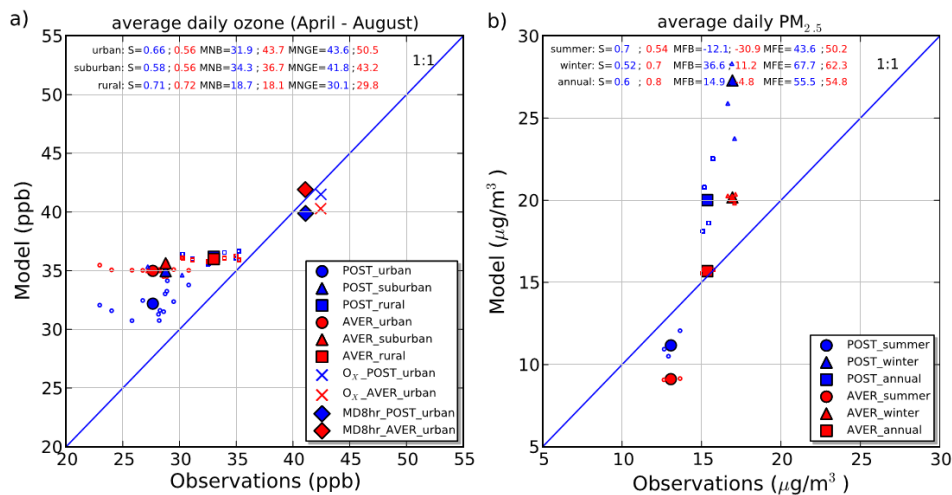 a)
average daily ozone (April - August)
urban: S=0.66; 0.56 MNB=31.9 ; 43.7 MNGE=43.6 ; 50.5
suburban: S=0.58 ; 0.56 MNB=34.3 ; 36.7 MNGE=41.8 ; 43.2
rural: S=0.71; 0.72 MNB=18.7 ; 18.1 MNGE=30.1 ; 29.8
1:1
55
50
45
40
35
30
25
20
Model (ppb)
POST_urban
POST_suburban
POST_rural
AVER_urban
AVER_suburban
AVER_rural
O_X_POST_urban
O_X_AVER_urban
MD8hr_POST_urban
MD8hr_AVER_urban
20 25 30 35 40 45 50 55
Observations (ppb)
b)
average daily PM2.5
summer: S=0.7 ; 0.54 MFB=-12.1; -30.9 MFE=43.6 ; 50.2
winter: S=0.52 ; 0.7 MFB=36.6 ; 11.2 MFE=67.7 ; 62.3
annual: S=0.6 ; 0.8 MFB=14.9 ; -4.8 MFE=55.5 ; 54.8
1:1
30
25
20
15
10
5
Model (μg/m³)
POST_summer
POST_winter
POST_annual
AVER_summer
AVER_winter
AVER_annual
5 10 15 20 25 30
Observations (μg/m³)